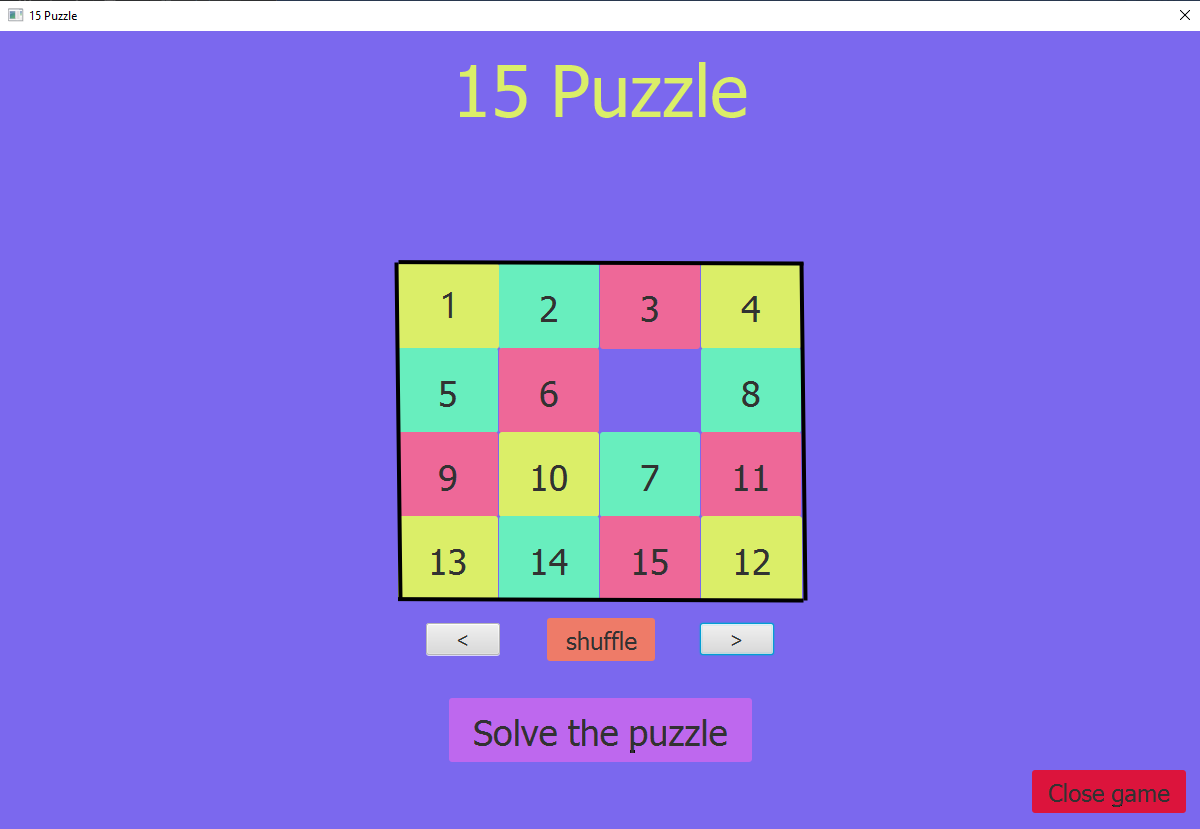 15 Puzzle
15 Puzzle
1 2 3 4
5 6 8
9 10 7 11
13 14 15 12
< shuffle >
Solve the puzzle
Close game